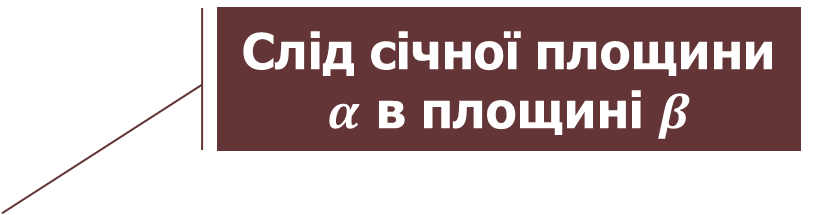 Слід січної площини
α в площині β